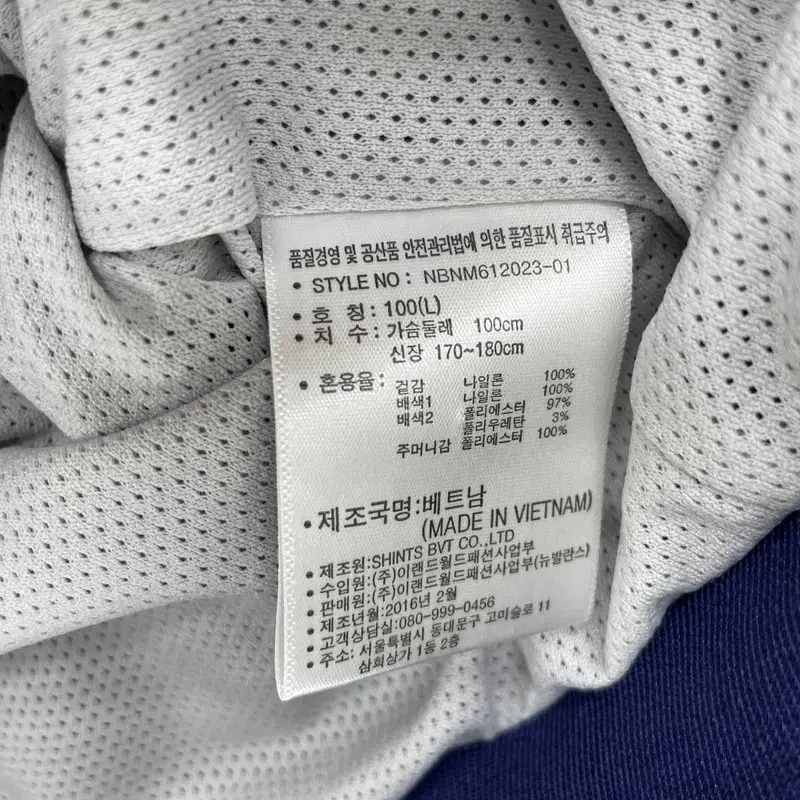 품질경영 및 공산품 안전관리법에 의한 품질표시 취급주의
• STYLE NO : NBNM612023-01
• 호 칭 : 100(L)
• 치 수 : 가슴둘레 100cm
신장 170~180cm
• 혼용율 : 겉감 나일론 100%
배색1 나일론 100%
배색2 폴리에스터 97%
폴리우레탄 3%
주머니감 폴리에스터 100%
• 제조국명:베트남
(MADE IN VIETNAM)
• 제조원:SHINTS BVT CO.,LTD
• 수입원:(주)이랜드월드패션사업부
• 판매원:(주)이랜드월드패션사업부(뉴발란스)
• 제조년월:2016년 2월
• 고객상담실:080-999-0456
• 주소: 서울특별시 동대문구 고미술로 11
삼희상가 1동 2층